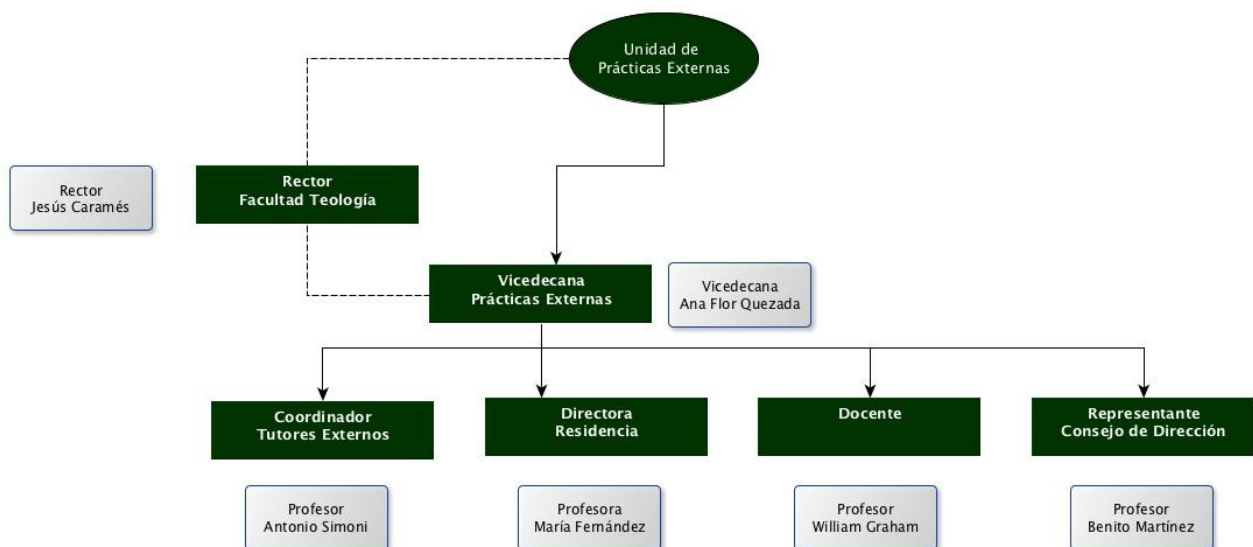 Unidad de
Prácticas Externas
Rector
Jesús Caramés
Rector
Facultad Teología
Vicedecana
Prácticas Externas
Vicedecana
Ana Flor Quezada
Coordinador
Tutores Externos
Directora
Residencia
Docente
Representante
Consejo de Dirección
Profesor
Antonio Simoni
Profesora
María Fernández
Profesor
William Graham
Profesor
Benito Martínez